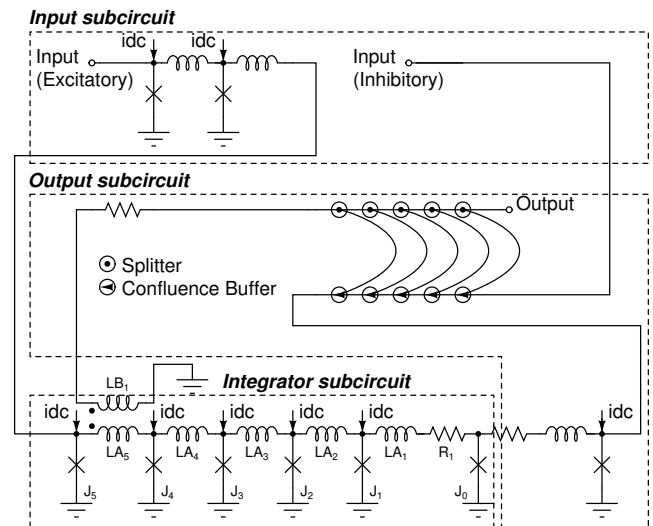 Input subcircuit
idc idc
Input
(Excitatory)
Input
(Inhibitory)
Output subcircuit
Output
Splitter
Confluence Buffer
LB1
Integrator subcircuit
idc idc idc idc idc idc
LA5 LA4 LA3 LA2 LA1 R1
J5 J4 J3 J2 J1 J0